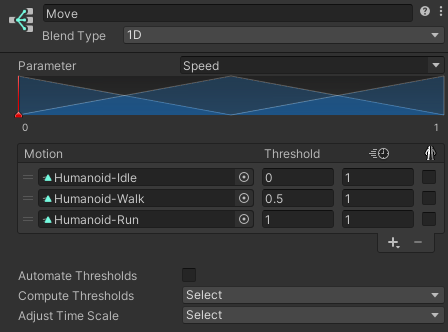 Move
Blend Type 1D
Parameter Speed
0 1
Motion Threshold
Humanoid-Idle 0 1
Humanoid-Walk 0.5 1
Humanoid-Run 1 1
Automate Thresholds
Compute Thresholds Select
Adjust Time Scale Select